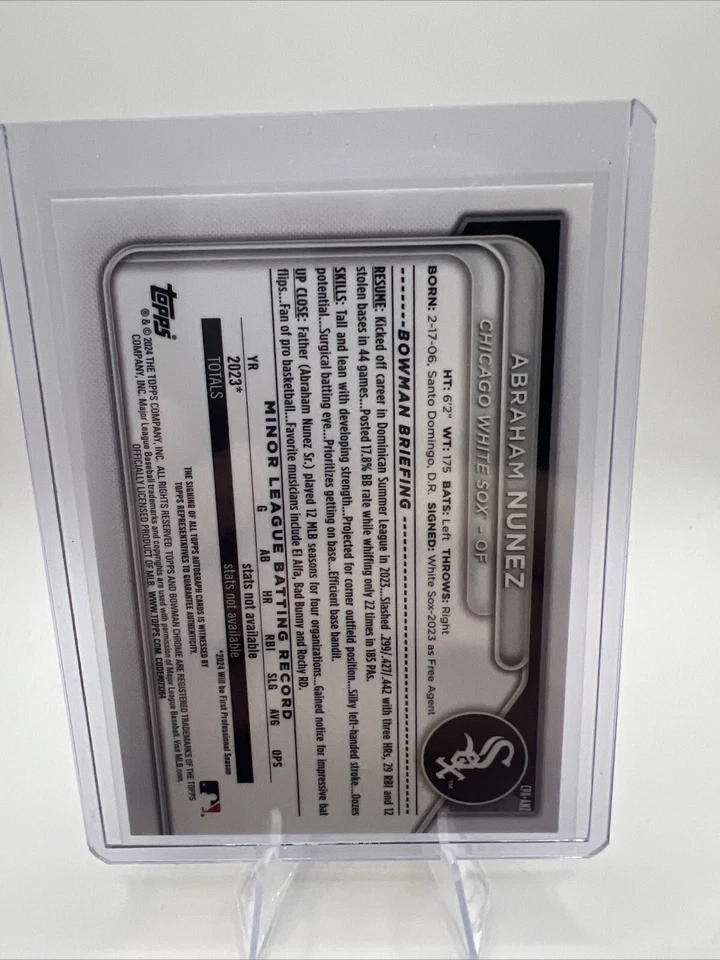 ABRAHAM NUNEZ
CHICAGO WHITE SOX - OF
CPA-ANZ
Sox
TM
HT: 6'2" WT: 175 BATS: Left THROWS: Right
BORN: 2-17-06, Santo Domingo, D.R. SIGNED: White Sox-2023 as Free Agent
BOWMAN BRIEFING
RESUME: Kicked off career in Dominican Summer League in 2023...Slashed .299/.427/.442 with three HRs, 29 RBI and 12
stolen bases in 44 games...Posted 17.8% BB rate while whiffing only 22 times in 185 PAs.
SKILLS: Tall and lean with developing strength...Projected for corner outfield position...Silky left-handed stroke...Oozes
potential...Surgical batting eye...Prioritizes getting on base...Efficient base bandit.
UP CLOSE: Father (Abraham Nunez Sr.) played 12 MLB seasons for four organizations...Gained notice for impressive bat
flips...Fan of pro basketball...Favorite musicians include El Alfa, Bad Bunny and Rochy RD.
MINOR LEAGUE BATTING RECORD
YR G AB HR RBI SLG AVG OPS
2023* stats not available
TOTALS stats not available
*2024 Will be First Professional Season
THE SIGNING OF ALL TOPPS AUTOGRAPH CARDS IS WITNESSED BY
TOPPS REPRESENTATIVES TO GUARANTEE AUTHENTICITY.
topps
® & © 2024 THE TOPPS COMPANY, INC. ALL RIGHTS RESERVED. TOPPS AND BOWMAN CHROME ARE REGISTERED TRADEMARKS OF THE TOPPS
COMPANY, INC. Major League Baseball trademarks and copyrights are used with permission of Major League Baseball. Visit MLB.com.
OFFICIALLY LICENSED PRODUCT OF MLB. WWW.TOPPS.COM.